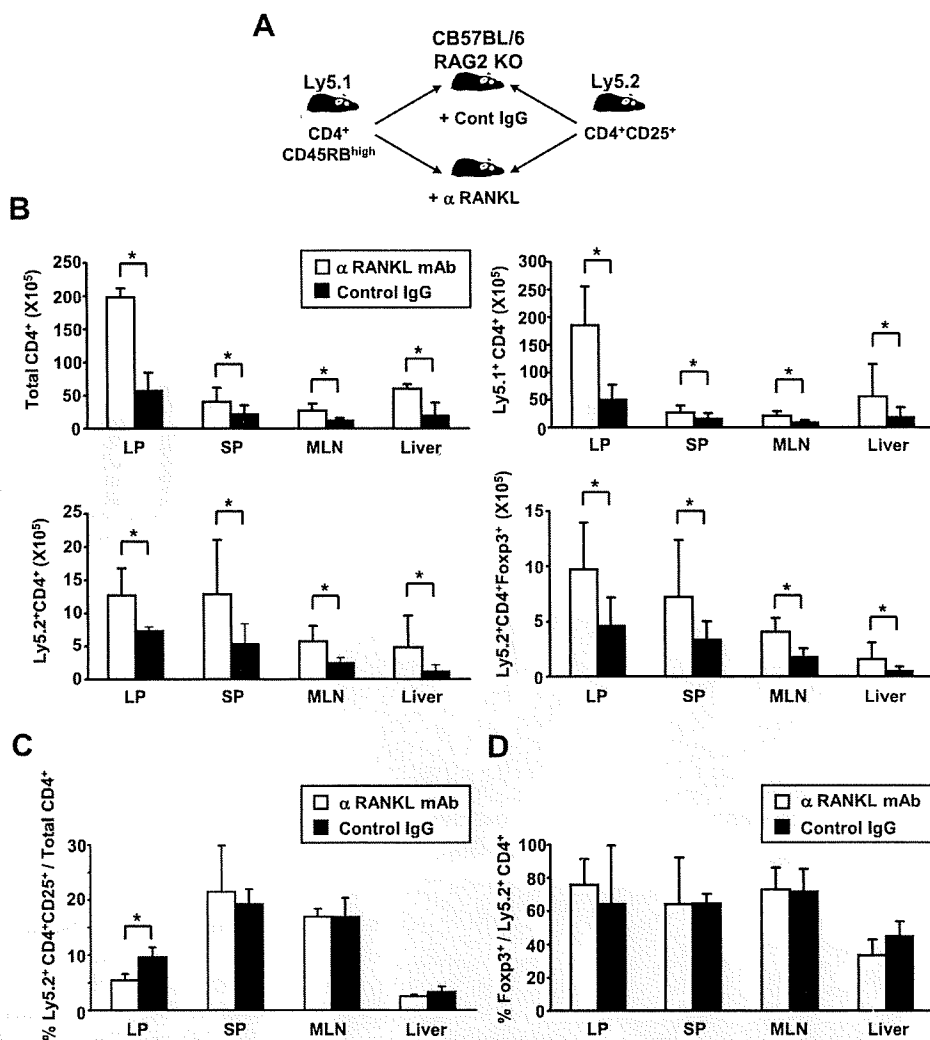 A
CB57BL/6
RAG2 KO
Ly5.1
Ly5.2
+ Cont IgG
CD4⁺
CD45RBʰⁱᵍʰ
CD4⁺CD25⁺
+ α RANKL
B
Total CD4⁺ (X10⁵)
250
200
150
100
50
0
*
*
*
*
α RANKL mAb
Control IgG
LP SP MLN Liver
Ly5.1⁺ CD4⁺ (X10⁵)
300
250
200
150
100
50
0
*
*
*
*
LP SP MLN Liver
Ly5.2⁺CD4⁺ (X10⁵)
25
20
15
10
5
0
*
*
*
*
LP SP MLN Liver
Ly5.2⁺CD4⁺Foxp3⁺ (X10⁵)
15
10
5
0
*
*
*
*
LP SP MLN Liver
C
% Ly5.2⁺ CD4⁺CD25⁺ / Total CD4⁺
30
20
10
0
*
α RANKL mAb
Control IgG
LP SP MLN Liver
D
% Foxp3⁺ / Ly5.2⁺ CD4⁺
100
80
60
40
20
0
α RANKL mAb
Control IgG
LP SP MLN Liver